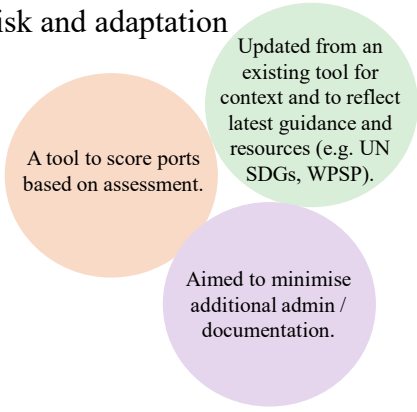 isk and adaptation
Updated from an
existing tool for
context and to reflect
latest guidance and
resources (e.g. UN
SDGs, WPSP).
A tool to score ports
based on assessment.
Aimed to minimise
additional admin /
documentation.